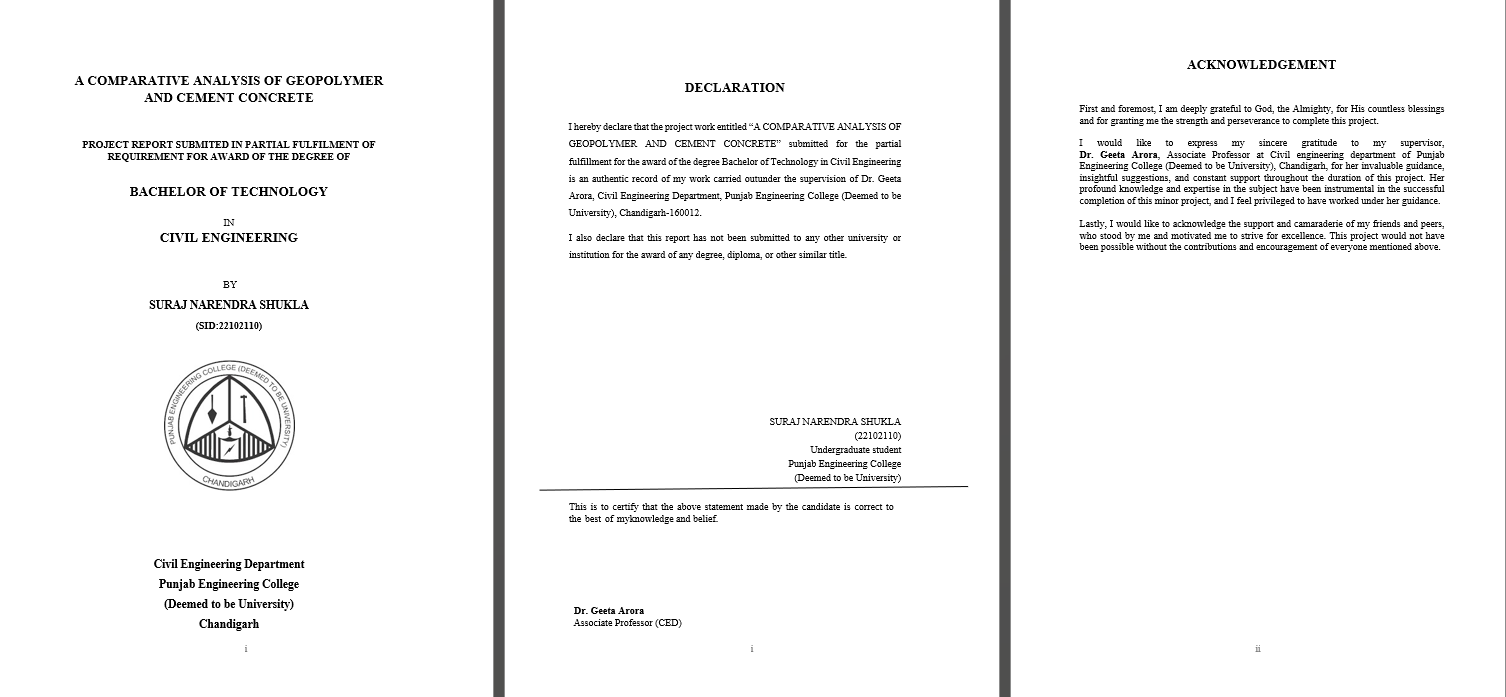 A COMPARATIVE ANALYSIS OF GEOPOLYMER
AND CEMENT CONCRETE
PROJECT REPORT SUBMITED IN PARTIAL FULFILMENT OF
REQUIREMENT FOR AWARD OF THE DEGREE OF
BACHELOR OF TECHNOLOGY
IN
CIVIL ENGINEERING
BY
SURAJ NARENDRA SHUKLA
(SID:22102110)
PUNJAB ENGINEERING COLLEGE (DEEMED TO BE UNIVERSITY)
CHANDIGARH
Civil Engineering Department
Punjab Engineering College
(Deemed to be University)
Chandigarh
i
DECLARATION
I hereby declare that the project work entitled “A COMPARATIVE ANALYSIS OF
GEOPOLYMER AND CEMENT CONCRETE” submitted for the partial
fulfillment for the award of the degree Bachelor of Technology in Civil Engineering
is an authentic record of my work carried outunder the supervision of Dr. Geeta
Arora, Civil Engineering Department, Punjab Engineering College (Deemed to be
University), Chandigarh-160012.
I also declare that this report has not been submitted to any other university or
institution for the award of any degree, diploma, or other similar title.
SURAJ NARENDRA SHUKLA
(22102110)
Undergraduate student
Punjab Engineering College
(Deemed to be University)
This is to certify that the above statement made by the candidate is correct to
the best of myknowledge and belief.
Dr. Geeta Arora
Associate Professor (CED)
i
ACKNOWLEDGEMENT
First and foremost, I am deeply grateful to God, the Almighty, for His countless blessings
and for granting me the strength and perseverance to complete this project.
I would like to express my sincere gratitude to my supervisor,
Dr. Geeta Arora, Associate Professor at Civil engineering department of Punjab
Engineering College (Deemed to be University), Chandigarh, for her invaluable guidance,
insightful suggestions, and constant support throughout the duration of this project. Her
profound knowledge and expertise in the subject have been instrumental in the successful
completion of this minor project, and I feel privileged to have worked under her guidance.
Lastly, I would like to acknowledge the support and camaraderie of my friends and peers,
who stood by me and motivated me to strive for excellence. This project would not have
been possible without the contributions and encouragement of everyone mentioned above.
ii